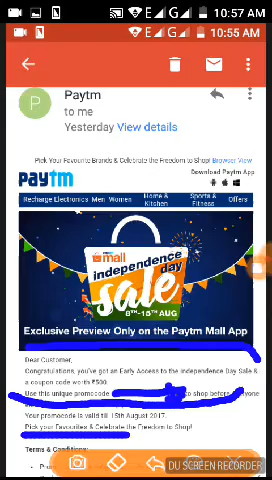 10:57 AM
10:55 AM
P
Paytm
to me
Yesterday View details
Pick Your Favourite Brands & Celebrate the Freedom to Shop! Browser View
Paytm
Download Paytm App
Recharge Electronics Men Women Home & Kitchen Sports & Fitness Offers
paytm mall
independence day
sale
8TH-15TH AUG
Exclusive Preview Only on the Paytm Mall App
Dear Customer,
Congratulations, you've got an Early Access to the Independence Day Sale &
a coupon code worth ₹500.
Use this unique promocode to shop before
Your promocode is valid till 15th August 2017.
Pick your Favourites & Celebrate the Freedom to Shop!
Terms & Conditions:
DU SCREEN RECORDER